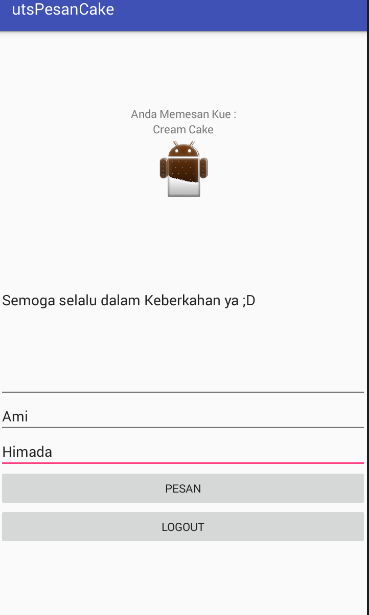 utsPesanCake
Anda Memesan Kue :
Cream Cake
Semoga selalu dalam Keberkahan ya ;D
Ami
Himada
PESAN
LOGOUT